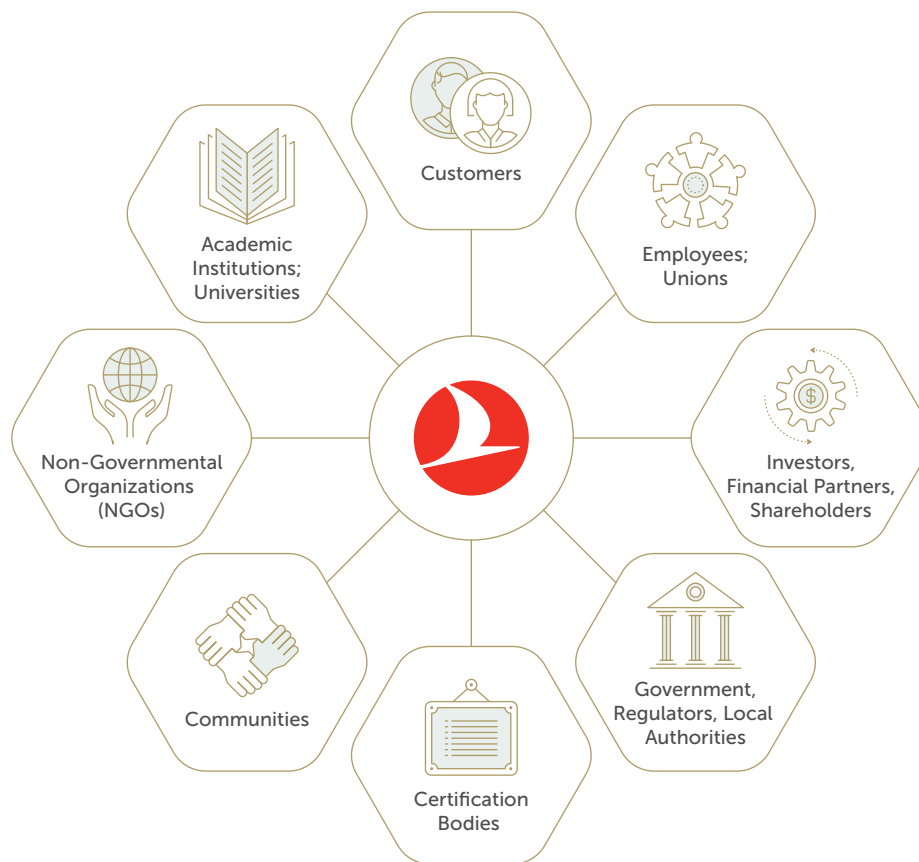 Customers
Academic
Institutions;
Universities
Employees;
Unions
Non-Governmental
Organizations
(NGOs)
$
Investors,
Financial Partners,
Shareholders
Communities
Government,
Regulators, Local
Authorities
Certification
Bodies